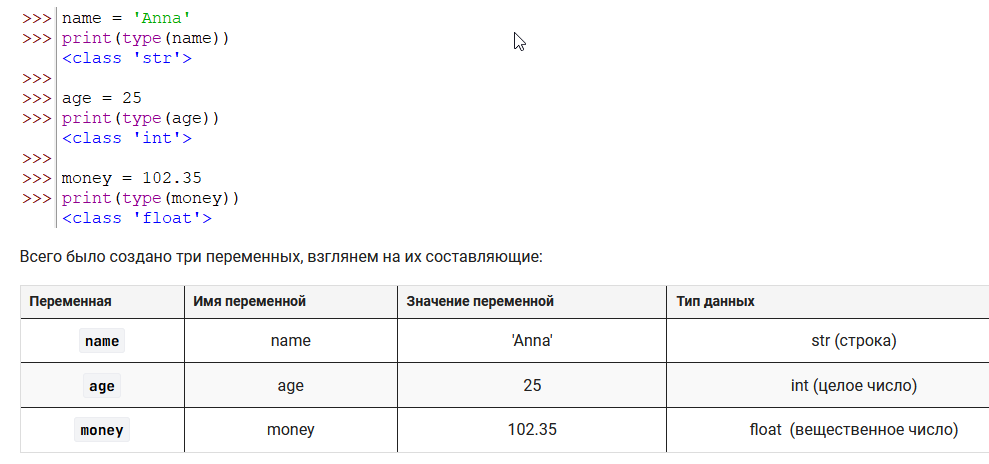 >>> name = 'Anna'
>>> print(type(name))
<class 'str'>
>>>
>>> age = 25
>>> print(type(age))
<class 'int'>
>>>
>>> money = 102.35
>>> print(type(money))
<class 'float'>
Всего было создано три переменных, взглянем на их составляющие:
Переменная Имя переменной Значение переменной Тип данных
name name 'Anna' str (строка)
age age 25 int (целое число)
money money 102.35 float (вещественное число)